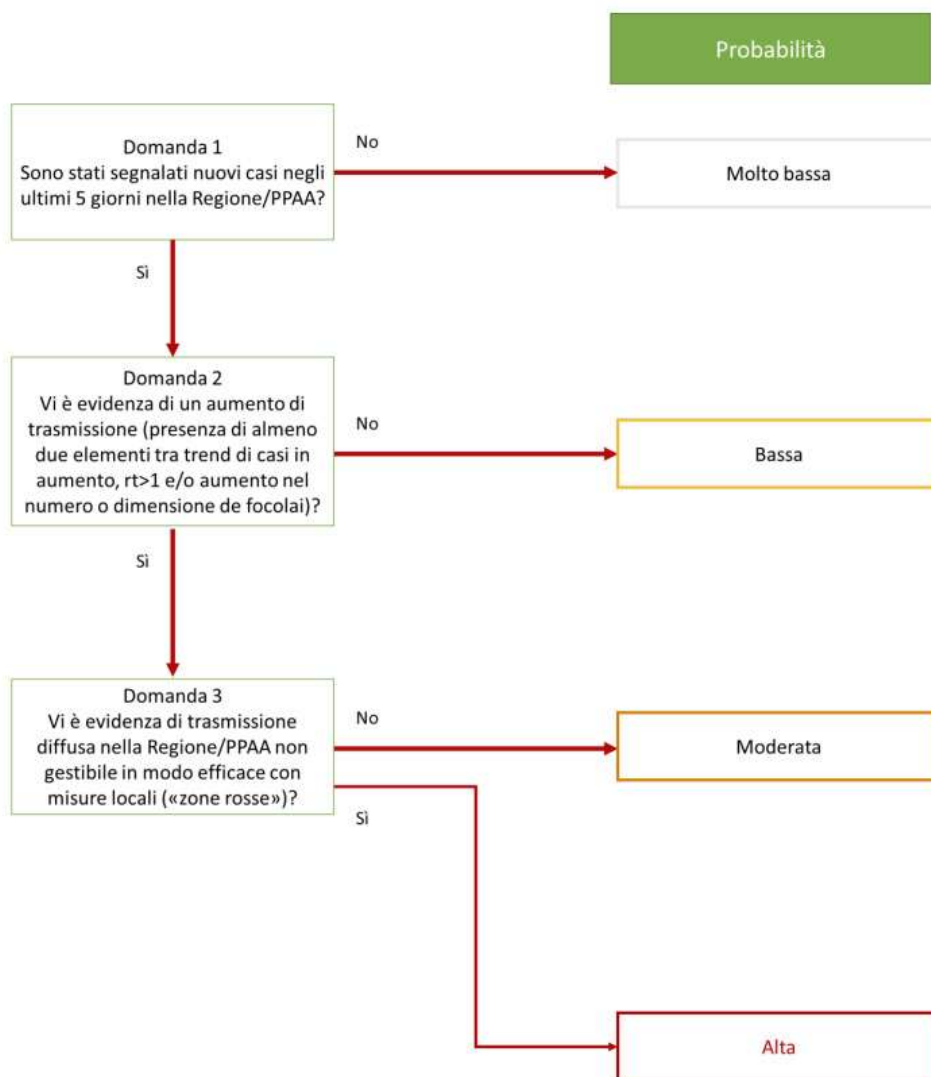 Probabilità
Domanda 1
Sono stati segnalati nuovi casi negli
ultimi 5 giorni nella Regione/PPAA?
No
Molto bassa
Sì
Domanda 2
Vi è evidenza di un aumento di
trasmissione (presenza di almeno
due elementi tra trend di casi in
aumento, rt>1 e/o aumento nel
numero o dimensione de focolai)?
No
Bassa
Sì
Domanda 3
Vi è evidenza di trasmissione
diffusa nella Regione/PPAA non
gestibile in modo efficace con
misure locali («zone rosse»)?
No
Moderata
Sì
Alta